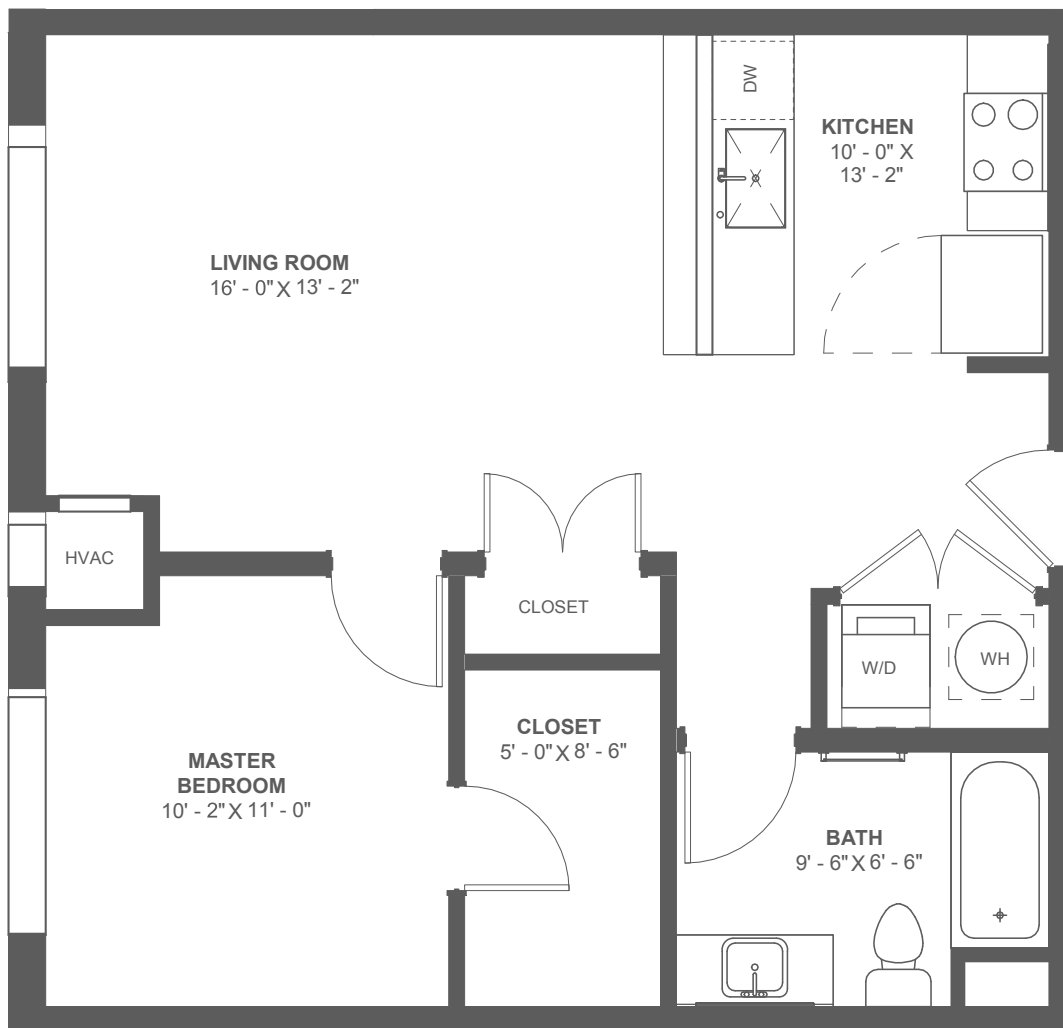 DW
KITCHEN
10' - 0" X
13' - 2"
LIVING ROOM
16' - 0" X 13' - 2"
HVAC
CLOSET
W/D
WH
CLOSET
5' - 0" X 8' - 6"
MASTER
BEDROOM
10' - 2" X 11' - 0"
BATH
9' - 6" X 6' - 6"